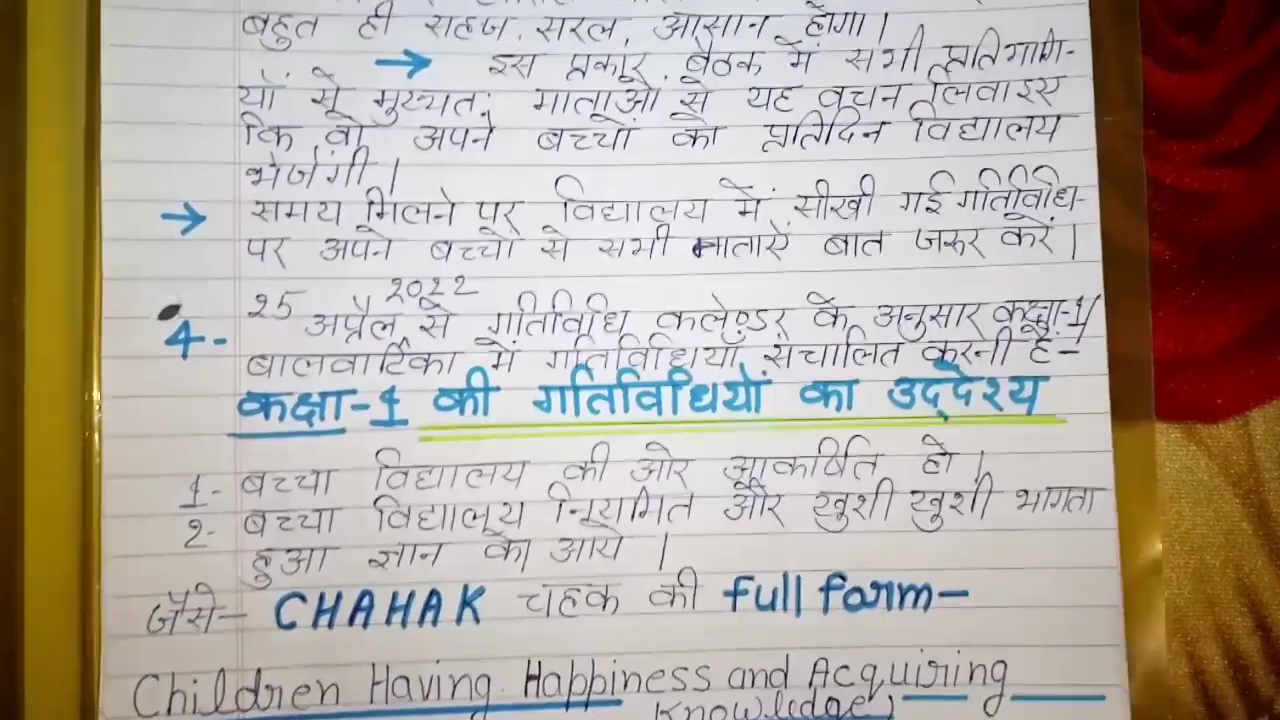 बहुत ही सहज, सरल, आसान होगा।
→ इस प्रकार, बैठक में सभी प्रतिभागि-
यों से मुख्यत: माताओं से यह वचन लिवाइए
कि वो अपने बच्चों को प्रतिदिन विद्यालय
भेजेंगी।
→ समय मिलने पर विद्यालय में सीखी गई गतिविधि-
पर अपने बच्चों से सभी माताऐं बात जरूर करें।
4- 25 अप्रैल, 2022 से गतिविधि कलेण्डर के अनुसार कक्षा-1/
बालवाटिका में गतिविधियाँ संचालित करनी है-
कक्षा-1 की गतिविधियों का उद्देश्य
1- बच्चा विद्यालय की ओर आकर्षित हो।
2- बच्चा विद्यालय नियमित और खुशी खुशी भागता
हुआ ज्ञान को आये।
जैसे- CHAHAK चहक की full form-
Children Having Happiness and Acquiring
Knowledge